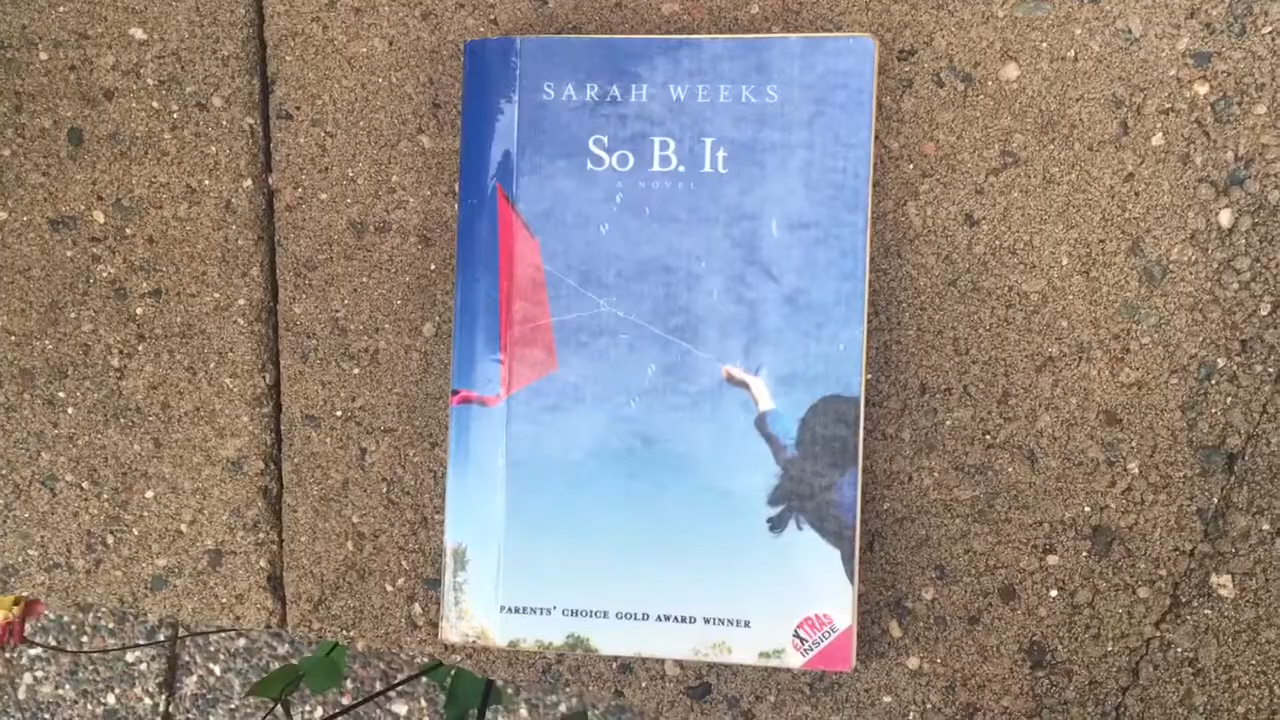 SARAH WEEKS
So B. It
A NOVEL
PARENTS' CHOICE GOLD AWARD WINNER
EXTRAS
INSIDE